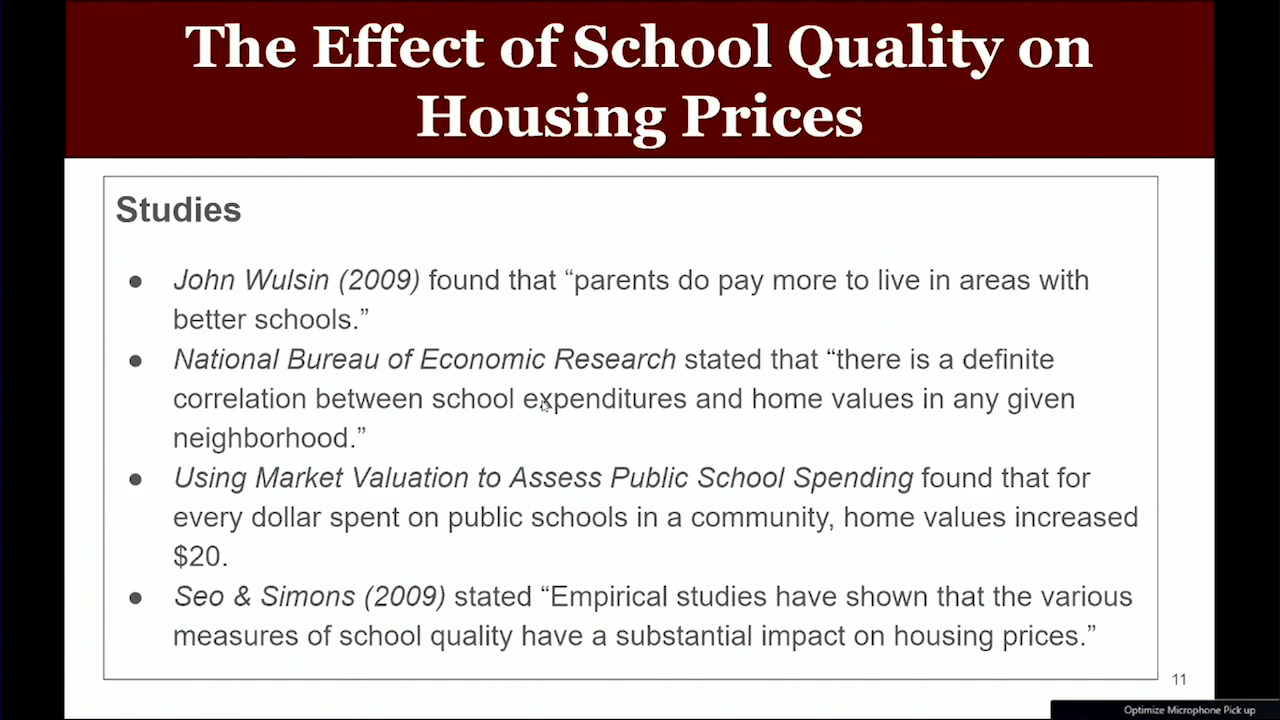 The Effect of School Quality on
Housing Prices
Studies
● John Wulsin (2009) found that “parents do pay more to live in areas with
better schools.”
● National Bureau of Economic Research stated that “there is a definite
correlation between school expenditures and home values in any given
neighborhood.”
● Using Market Valuation to Assess Public School Spending found that for
every dollar spent on public schools in a community, home values increased
$20.
● Seo & Simons (2009) stated “Empirical studies have shown that the various
measures of school quality have a substantial impact on housing prices.”
11
Optimize Microphone Pick up